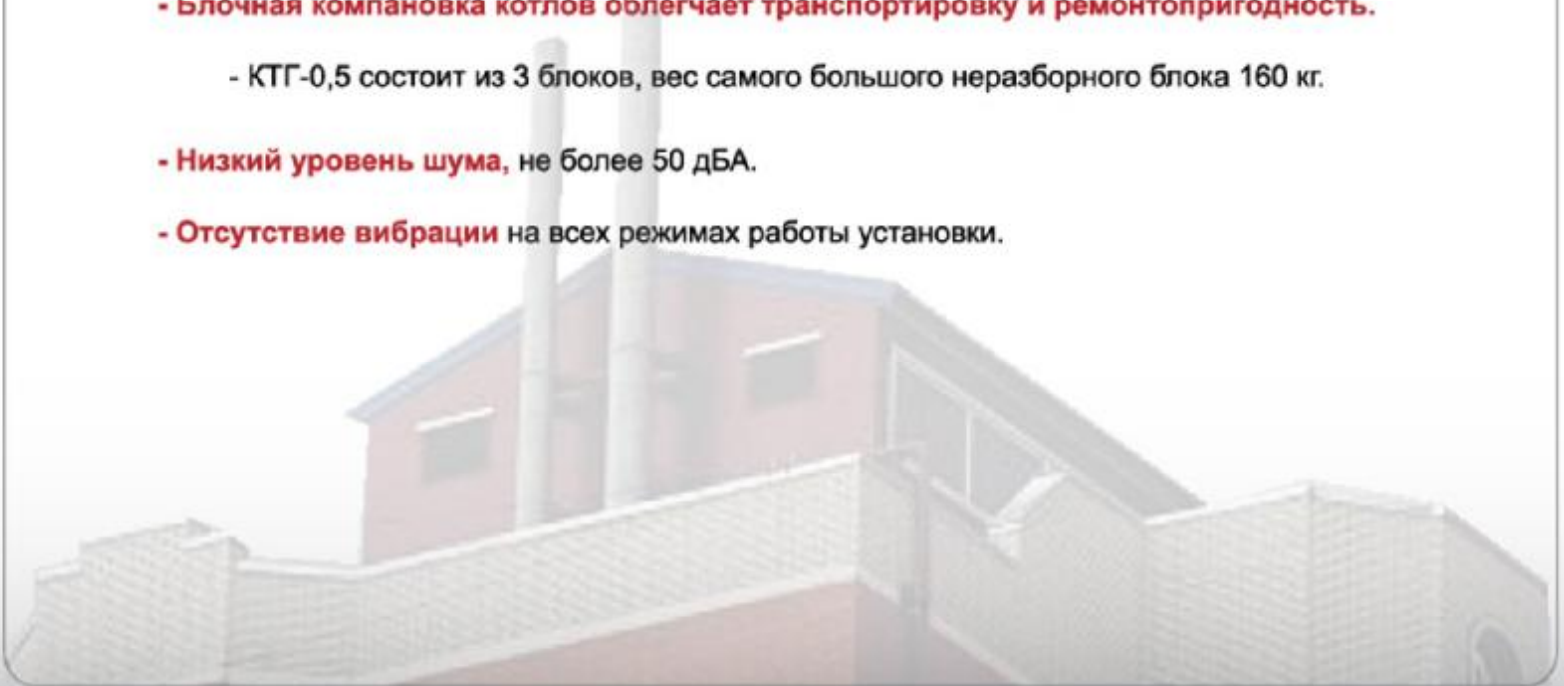 - Блочная компановка котлов облегчает транспортировку и ремонтопригодность.
- КТГ-0,5 состоит из 3 блоков, вес самого большого неразборного блока 160 кг.
- Низкий уровень шума, не более 50 дБА.
- Отсутствие вибрации на всех режимах работы установки.